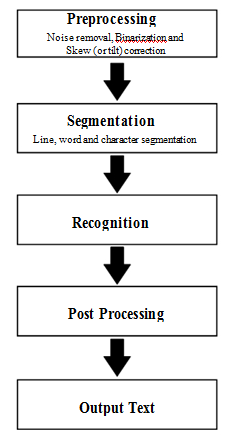 Preprocessing
Noise removal, Binarization and
Skew (or tilt) correction
Segmentation
Line, word and character segmentation
Recognition
Post Processing
Output Text